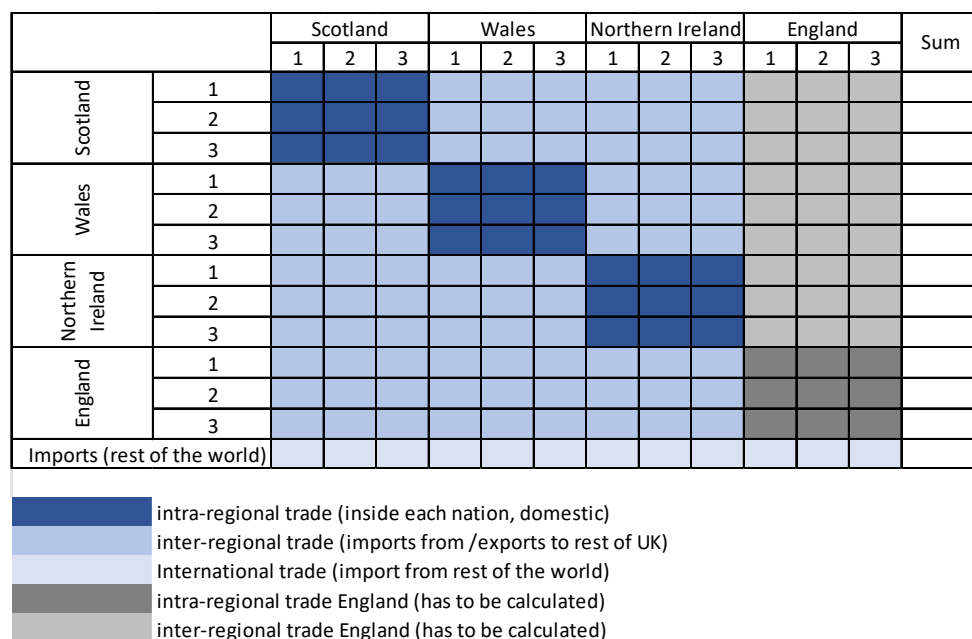 Scotland Wales Northern Ireland England Sum
1 2 3 1 2 3 1 2 3 1 2 3
Scotland
1
2
3
Wales
1
2
3
Northern
Ireland
1
2
3
England
1
2
3
Imports (rest of the world)
intra-regional trade (inside each nation, domestic)
inter-regional trade (imports from /exports to rest of UK)
International trade (import from rest of the world)
intra-regional trade England (has to be calculated)
inter-regional trade England (has to be calculated)